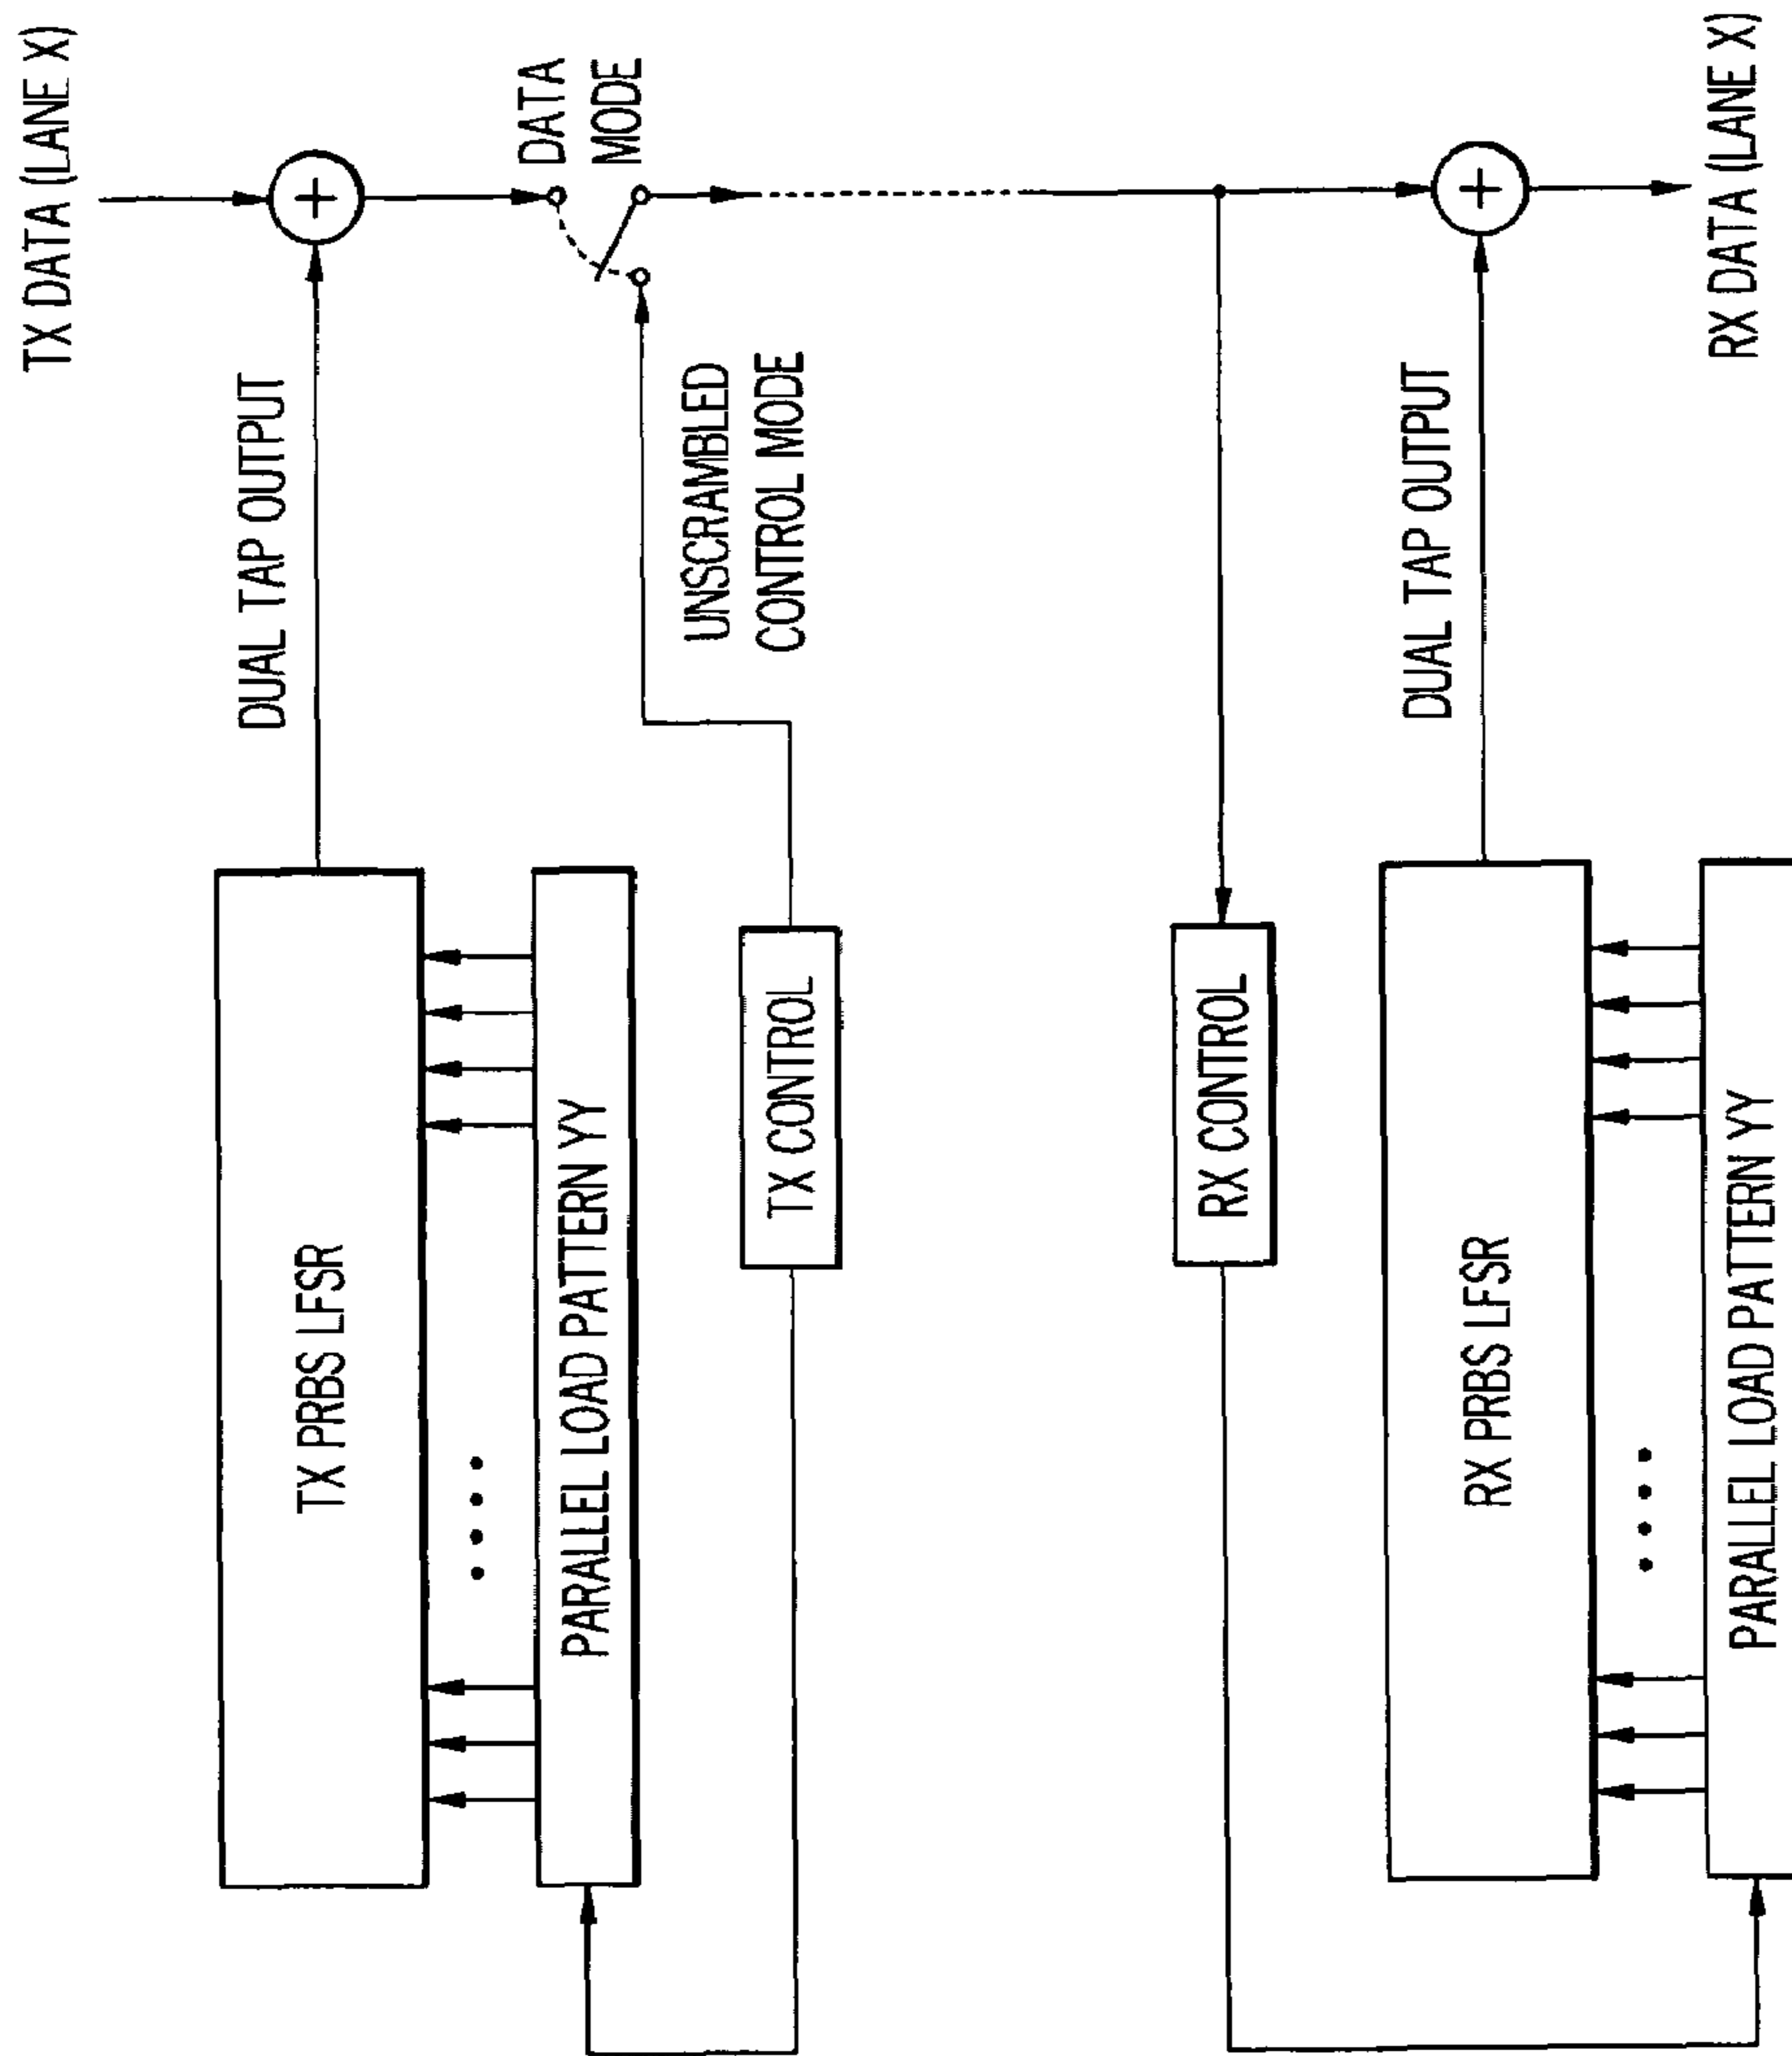 TX DATA (LANE X)
DUAL TAP OUTPUT
DATA
MODE
UNSCRAMBLED
CONTROL MODE
TX PRBS LFSR
PARALLEL LOAD PATTERN YY
TX CONTROL
RX CONTROL
DUAL TAP OUTPUT
RX PRBS LFSR
PARALLEL LOAD PATTERN YY
RX DATA (LANE X)